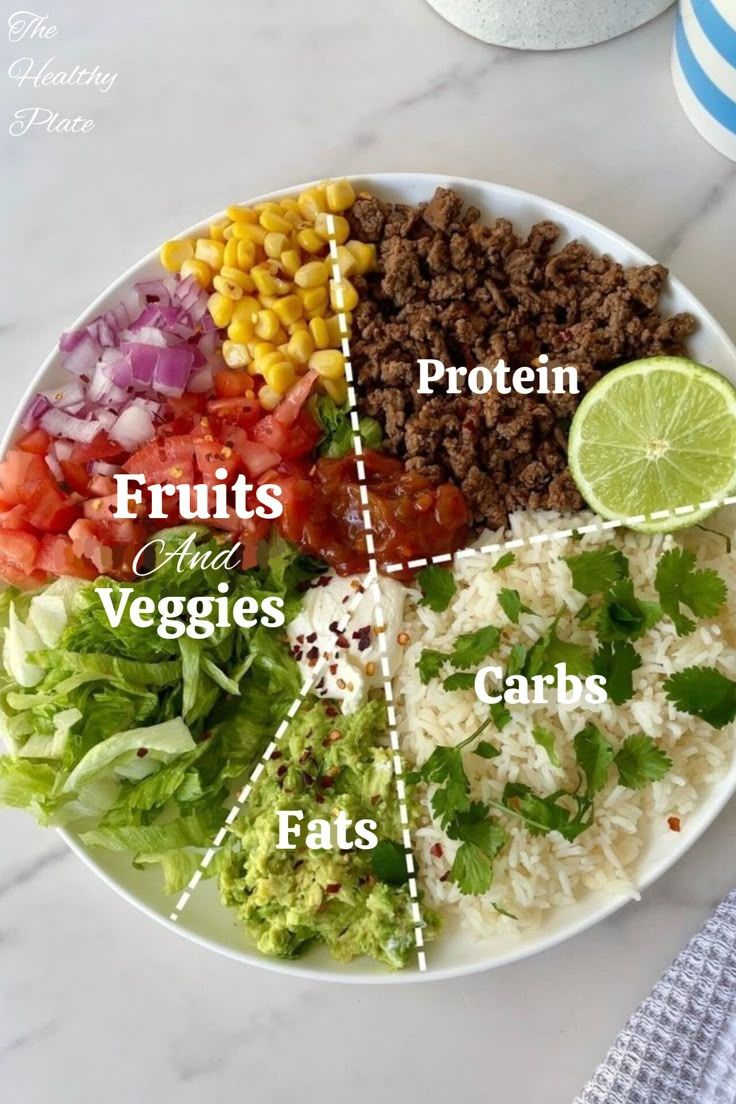 The
Healthy
Plate
Protein
Fruits
And
Veggies
Carbs
Fats